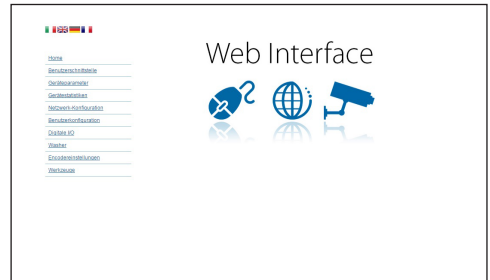 Web Interface
Home
Benutzerschnittstelle
Geräteparameter
Gerätestatistiken
Netzwerk-Konfiguration
Benutzerkonfiguration
Digitale I/O
Washer
Encodereinstellungen
Werkzeuge